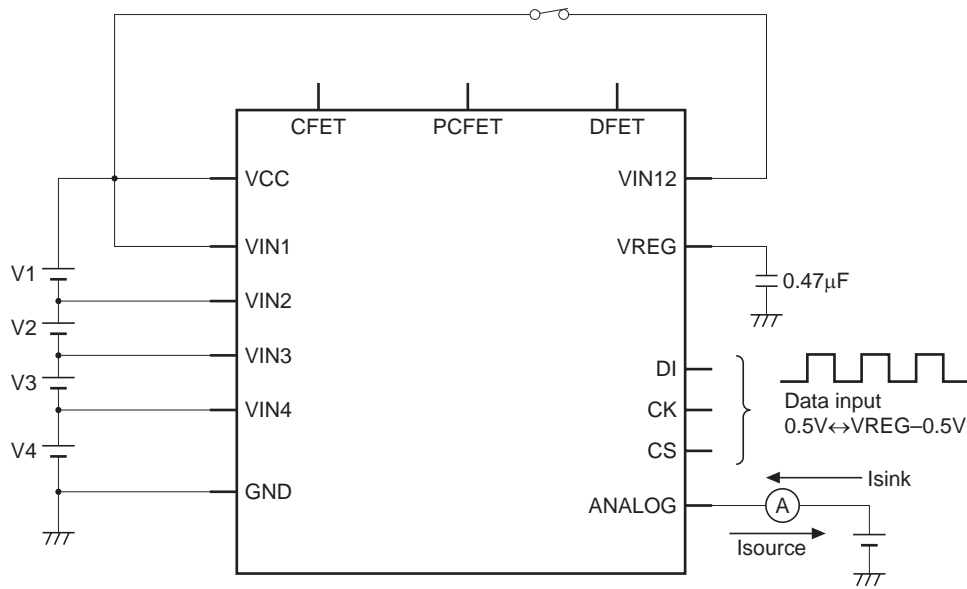 CFET
PCFET
DFET
VCC
VIN12
VIN1
VREG
V1
0.47μF
VIN2
V2
VIN3
V3
DI
VIN4
CK
Data input
0.5V↔VREG–0.5V
V4
CS
Isink
GND
ANALOG
A
Isource